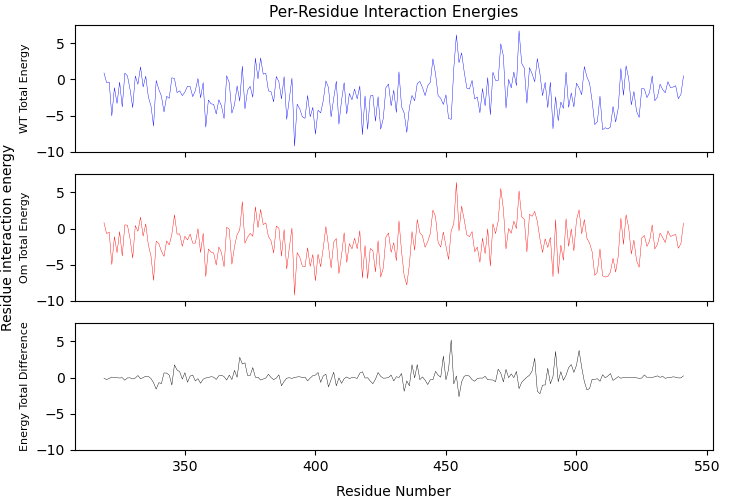 Per-Residue Interaction Energies
Residue interaction energy
WT Total Energy
5
0
−5
−10
Om Total Energy
5
0
−5
−10
Energy Total Difference
5
0
−5
−10
350 400 450 500 550
Residue Number